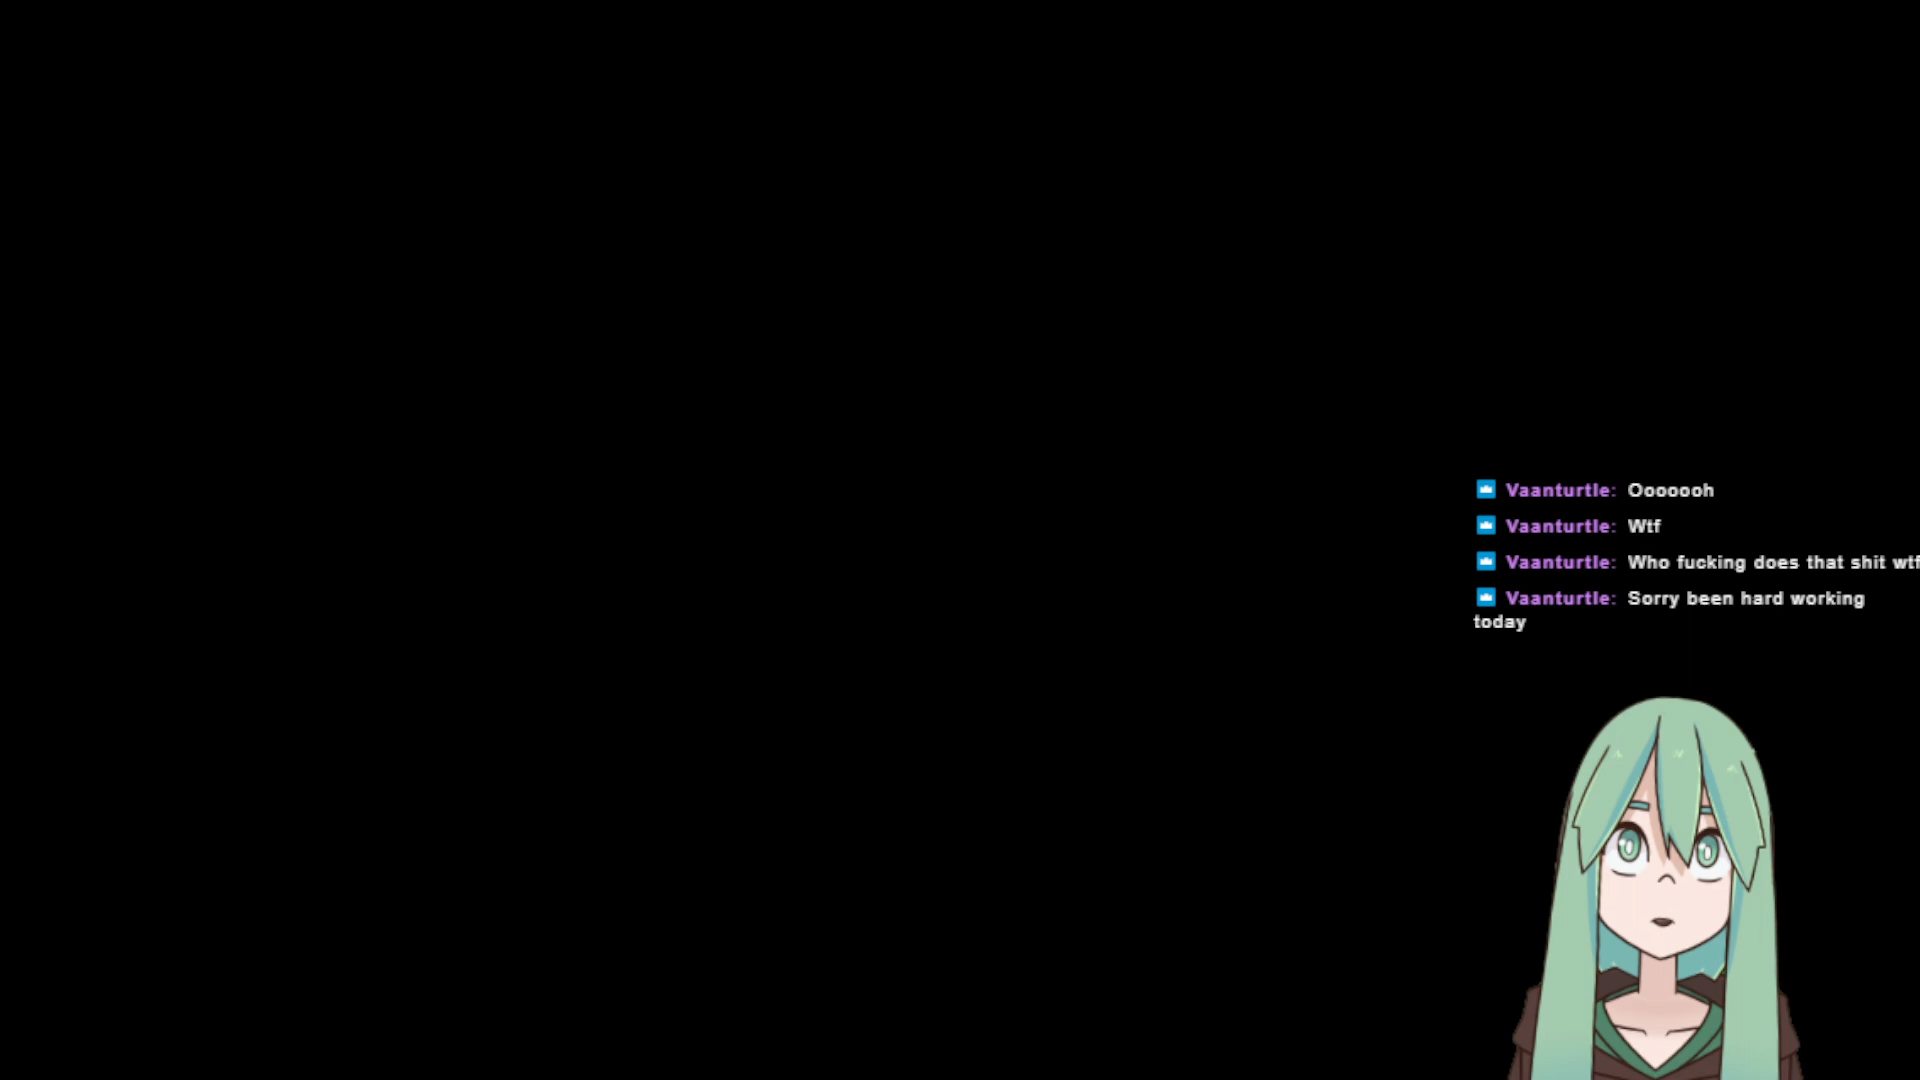 Vaanturtle: Ooooooh
Vaanturtle: Wtf
Vaanturtle: Who fucking does that shit wtf
Vaanturtle: Sorry been hard working
today